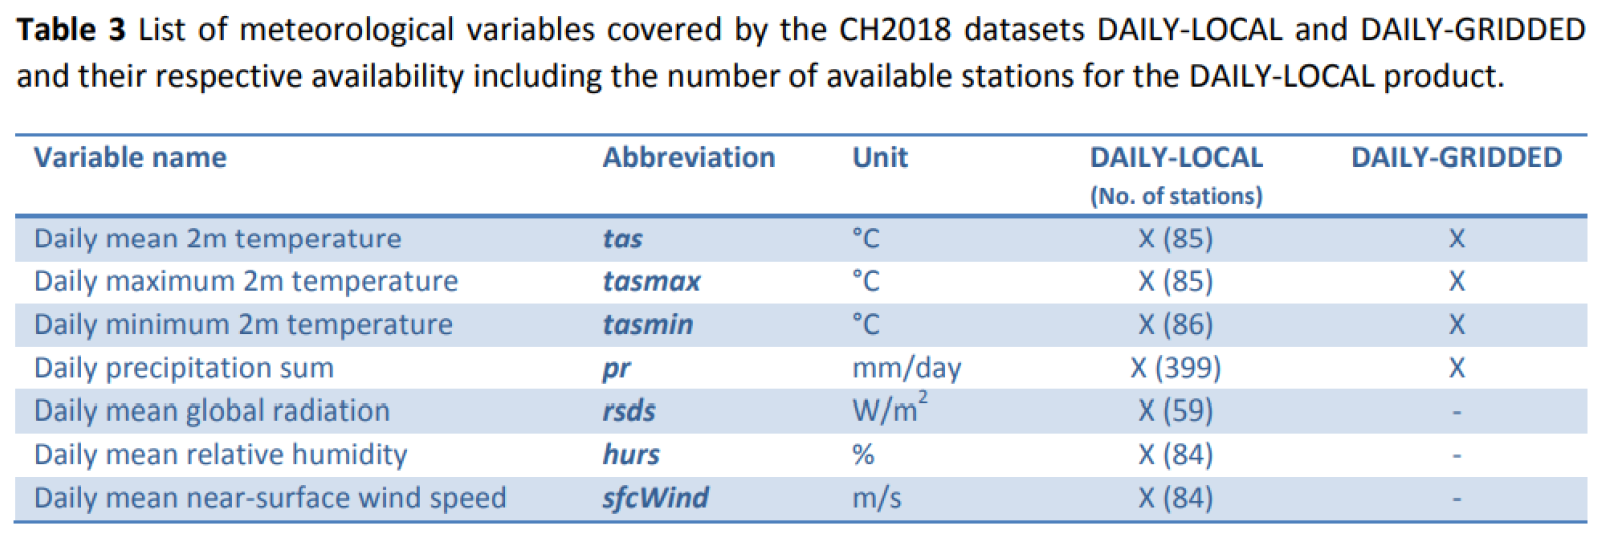 Table 3 List of meteorological variables covered by the CH2018 datasets DAILY-LOCAL and DAILY-GRIDDED
and their respective availability including the number of available stations for the DAILY-LOCAL product.
Variable name Abbreviation Unit DAILY-LOCAL DAILY-GRIDDED
(No. of stations)
Daily mean 2m temperature tas °C X (85) X
Daily maximum 2m temperature tasmax °C X (85) X
Daily minimum 2m temperature tasmin °C X (86) X
Daily precipitation sum pr mm/day X (399) X
Daily mean global radiation rsds W/m² X (59) -
Daily mean relative humidity hurs % X (84) -
Daily mean near-surface wind speed sfcWind m/s X (84) -